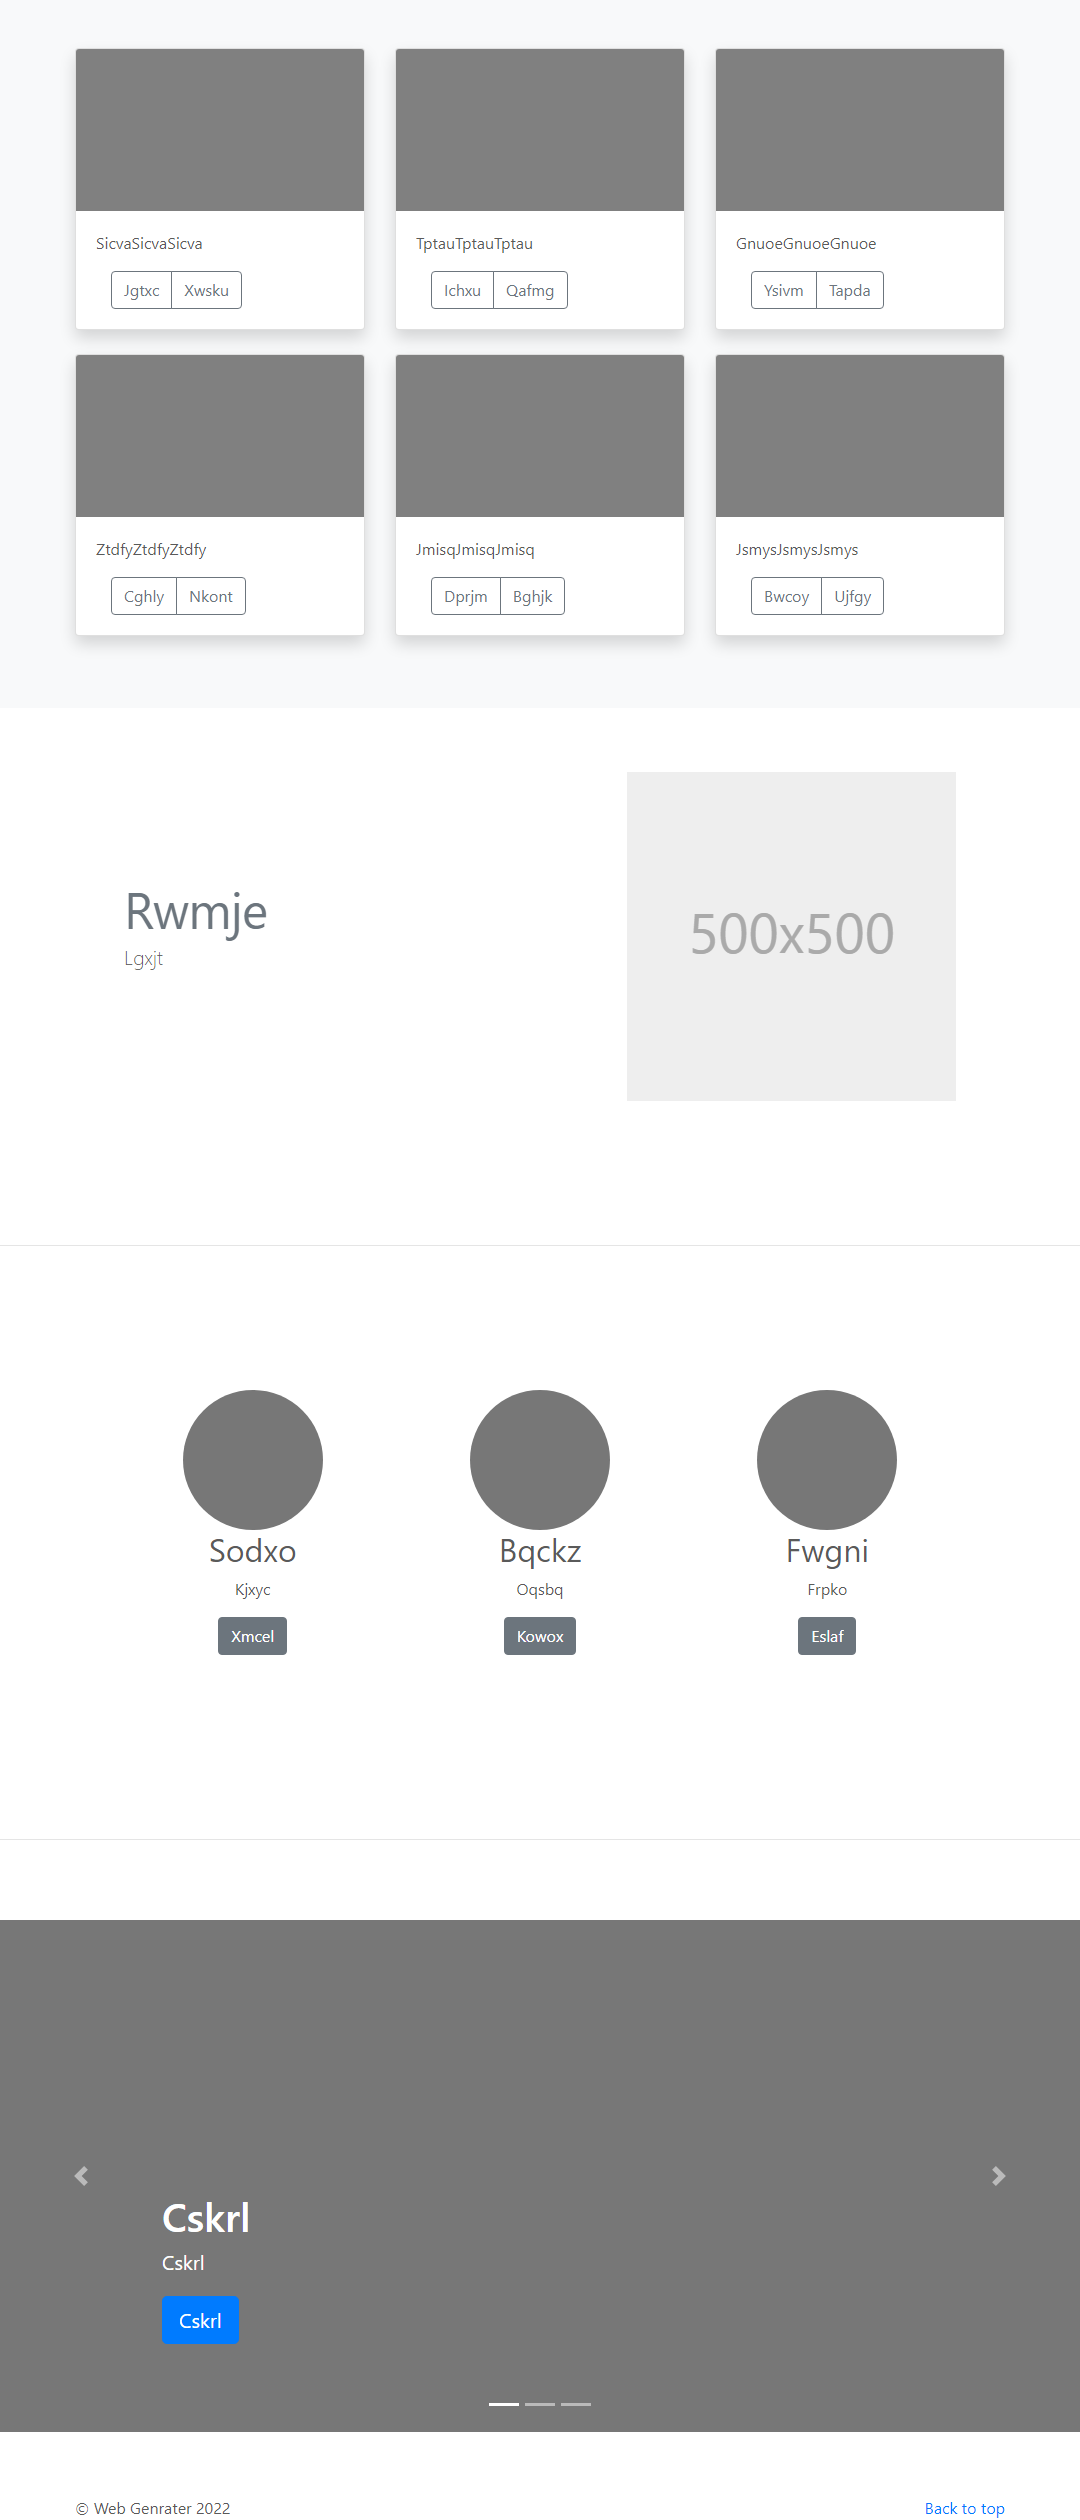 SicvaSicvaSicva
TptauTptauTptau
GnuoeGnuoeGnuoe
Jgtxc Xwsku
Ichxu Qafmg
Ysivm Tapda
ZtdfyZtdfyZtdfy
JmisqJmisqJmisq
JsmysJsmysJsmys
Cghly Nkont
Dprjm Bghjk
Bwcoy Ujfgy
Rwmje
Lgxjt
500x500
Sodxo
Bqckz
Fwgni
Kjxyc
Oqsbq
Frpko
Xmcel
Kowox
Eslaf
Cskrl
Cskrl
Cskrl
© Web Genrater 2022
Back to top